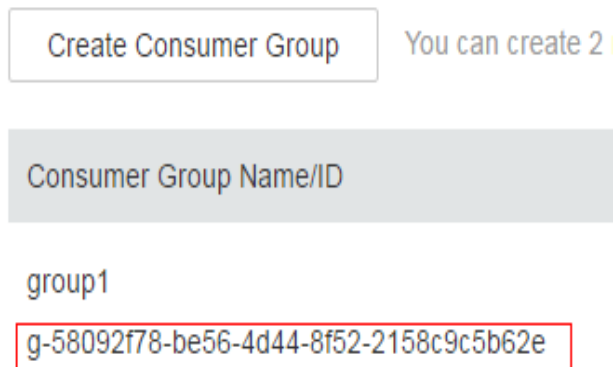 Create Consumer Group You can create 2
Consumer Group Name/ID
group1
g-58092f78-be56-4d44-8f52-2158c9c5b62e